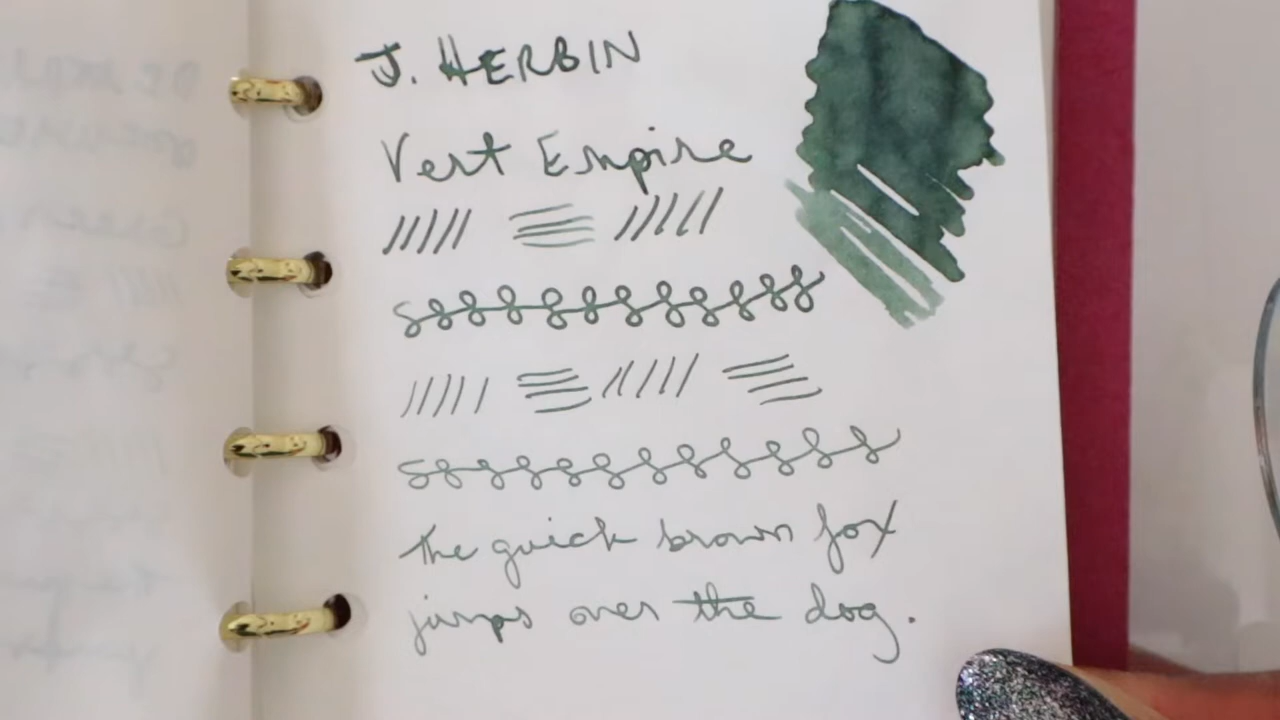 J. HERBIN
Vert Empire
the quick brown fox
jumps over the dog.